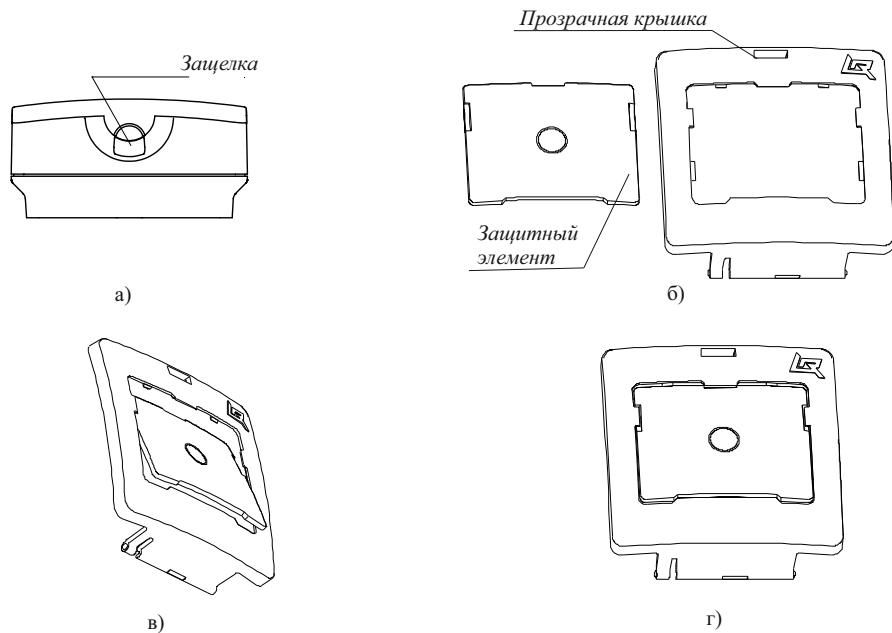 Прозрачная крышка
Защелка
Защитный
элемент
а)
б)
в)
г)